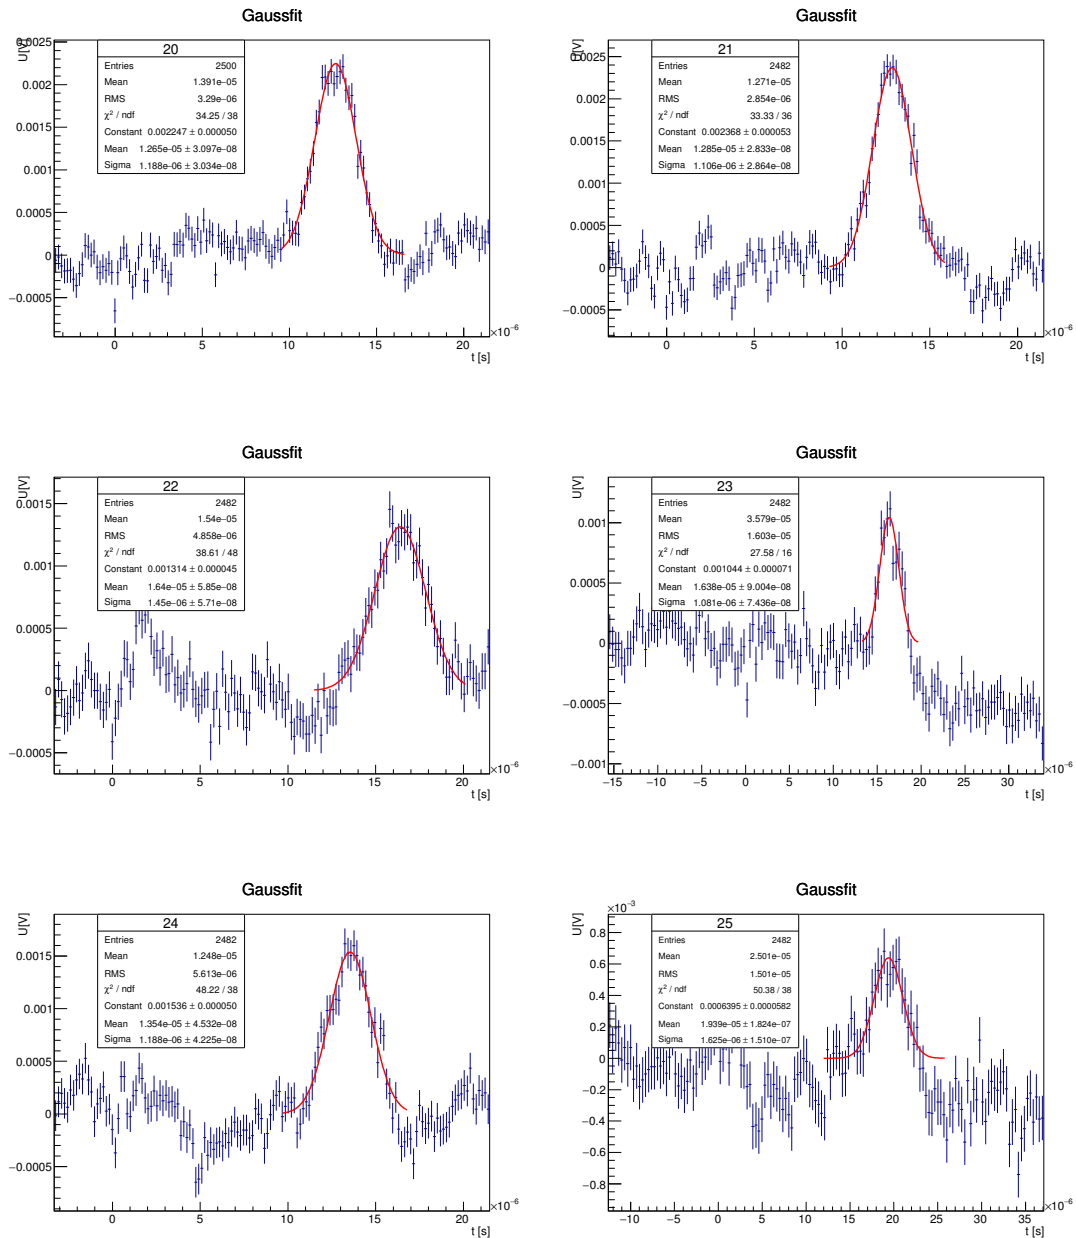 Gaussfit
U[V]
20
Entries 2500
Mean 1.391e−05
RMS 3.29e−06
χ² / ndf 34.25 / 38
Constant 0.002247 ± 0.000050
Mean 1.265e−05 ± 3.097e−08
Sigma 1.188e−06 ± 3.034e−08
0.0025
0.002
0.0015
0.001
0.0005
0
−0.0005
0 5 10 15 20
×10⁻⁶
t [s]
Gaussfit
U[V]
21
Entries 2482
Mean 1.271e−05
RMS 2.854e−06
χ² / ndf 33.33 / 36
Constant 0.002368 ± 0.000053
Mean 1.285e−05 ± 2.833e−08
Sigma 1.106e−06 ± 2.864e−08
0.0025
0.002
0.0015
0.001
0.0005
0
−0.0005
0 5 10 15 20
×10⁻⁶
t [s]
Gaussfit
U[V]
22
Entries 2482
Mean 1.54e−05
RMS 4.858e−06
χ² / ndf 38.61 / 48
Constant 0.001314 ± 0.000045
Mean 1.64e−05 ± 5.85e−08
Sigma 1.45e−06 ± 5.71e−08
0.0015
0.001
0.0005
0
−0.0005
0 5 10 15 20
×10⁻⁶
t [s]
Gaussfit
U[V]
23
Entries 2482
Mean 3.579e−05
RMS 1.603e−05
χ² / ndf 27.58 / 16
Constant 0.001044 ± 0.000071
Mean 1.638e−05 ± 9.004e−08
Sigma 1.081e−06 ± 7.436e−08
0.001
0.0005
0
−0.0005
−0.001
−15 −10 −5 0 5 10 15 20 25 30
×10⁻⁶
t [s]
Gaussfit
U[V]
24
Entries 2482
Mean 1.248e−05
RMS 5.613e−06
χ² / ndf 48.22 / 38
Constant 0.001536 ± 0.000050
Mean 1.354e−05 ± 4.532e−08
Sigma 1.188e−06 ± 4.225e−08
0.0015
0.001
0.0005
0
−0.0005
0 5 10 15 20
×10⁻⁶
t [s]
Gaussfit
×10⁻³
U[V]
25
Entries 2482
Mean 2.501e−05
RMS 1.501e−05
χ² / ndf 50.38 / 38
Constant 0.0006395 ± 0.0000582
Mean 1.939e−05 ± 1.824e−07
Sigma 1.625e−06 ± 1.510e−07
0.8
0.6
0.4
0.2
0
−0.2
−0.4
−0.6
−0.8
−10 −5 0 5 10 15 20 25 30 35
×10⁻⁶
t [s]